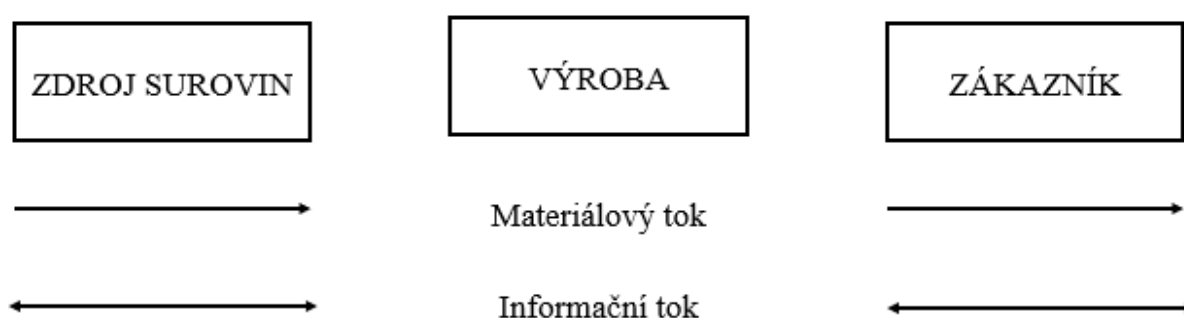 ZDROJ SUROVIN
VÝROBA
ZÁKAZNÍK
Materiálový tok
Informační tok